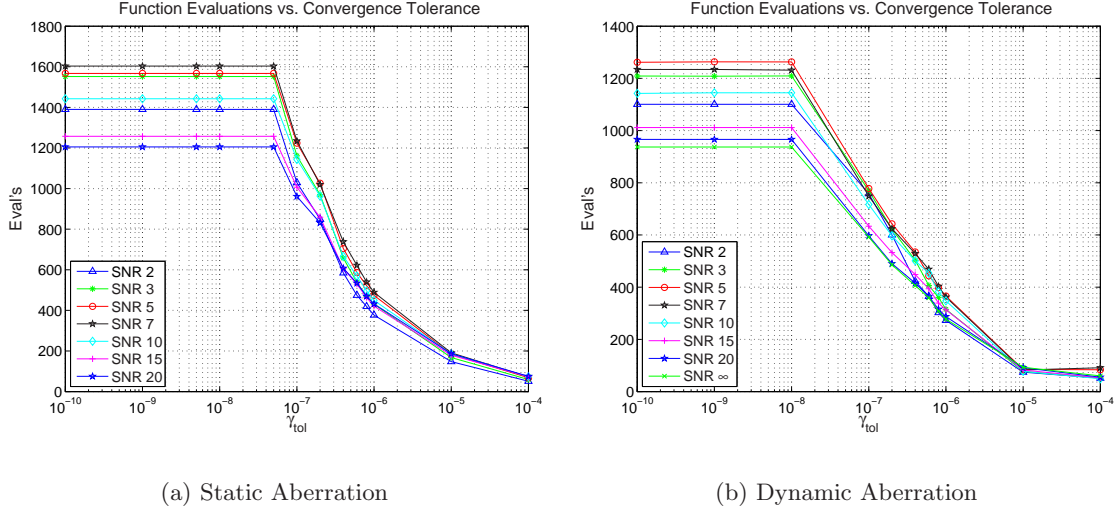 Function Evaluations vs. Convergence Tolerance
1800
1600
1400
1200
1000
800
600
400
200
0
Eval's
SNR 2
SNR 3
SNR 5
SNR 7
SNR 10
SNR 15
SNR 20
10⁻¹⁰ 10⁻⁹ 10⁻⁸ 10⁻⁷ 10⁻⁶ 10⁻⁵ 10⁻⁴
γtol
(a) Static Aberration
Function Evaluations vs. Convergence Tolerance
1400
1200
1000
800
600
400
200
0
Eval's
SNR 2
SNR 3
SNR 5
SNR 7
SNR 10
SNR 15
SNR 20
SNR ∞
10⁻¹⁰ 10⁻⁹ 10⁻⁸ 10⁻⁷ 10⁻⁶ 10⁻⁵ 10⁻⁴
γtol
(b) Dynamic Aberration